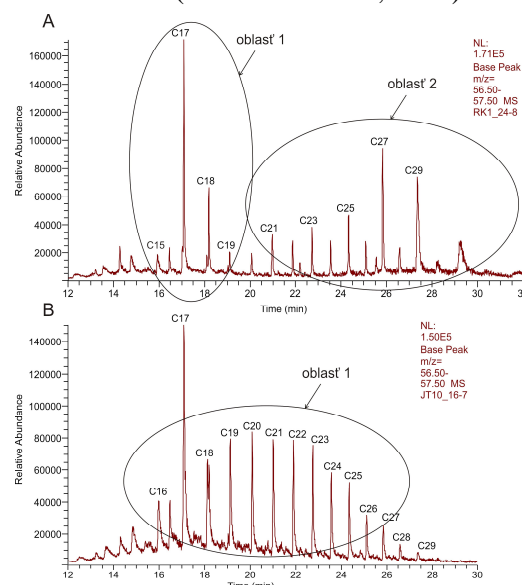 A
oblasť 1
oblasť 2
NL:
1.71E5
Base Peak
m/z=
56.50-
57.50 MS
RK1_24-8
Relative Abundance
160000
140000
120000
100000
80000
60000
40000
20000
C15
C17
C18
C19
C21
C23
C25
C27
C29
12 14 16 18 20 22 24 26 28 30
Time (min)
B
oblasť 1
NL:
1.50E5
Base Peak
m/z=
56.50-
57.50 MS
JT10_16-7
Relative Abundance
140000
120000
100000
80000
60000
40000
20000
C16
C17
C18
C19
C20
C21
C22
C23
C24
C25
C26
C27
C28
C29
12 14 16 18 20 22 24 26 28 30
Time (min)